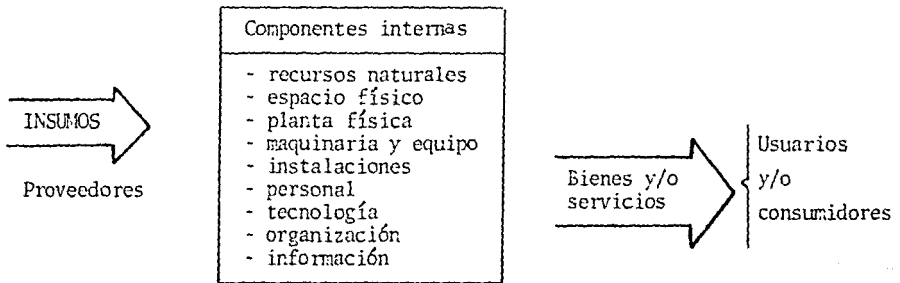 Componentes internas
- recursos naturales
- espacio físico
- planta física
- maquinaria y equipo
- instalaciones
- personal
- tecnología
- organización
- información
INSUMOS
Proveedores
Bienes y/o
servicios
Usuarios
y/o
consumidores